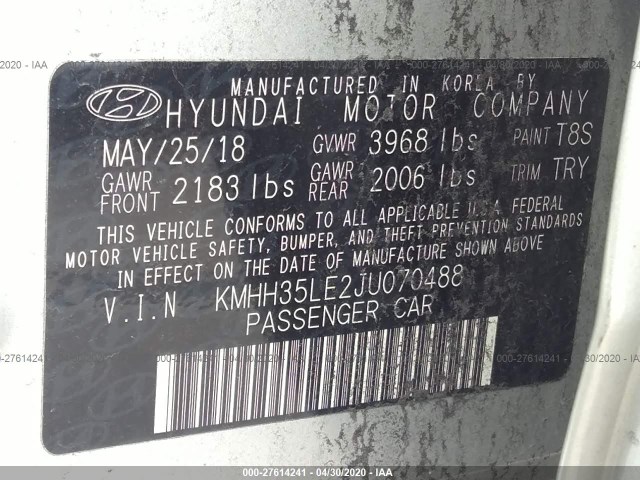 MANUFACTURED IN KOREA BY
HYUNDAI MOTOR COMPANY
MAY/25/18 GVWR 3968 lbs PAINT T8S
GAWR FRONT 2183 lbs GAWR REAR 2006 lbs TRIM TRY
THIS VEHICLE CONFORMS TO ALL APPLICABLE U.S.A FEDERAL
MOTOR VEHICLE SAFETY, BUMPER, AND THEFT PREVENTION STANDARDS
IN EFFECT ON THE DATE OF MANUFACTURE SHOWN ABOVE
V.I.N KMHH35LE2JU070488
PASSENGER CAR
000-27614241 - 04/30/2020 - IAA